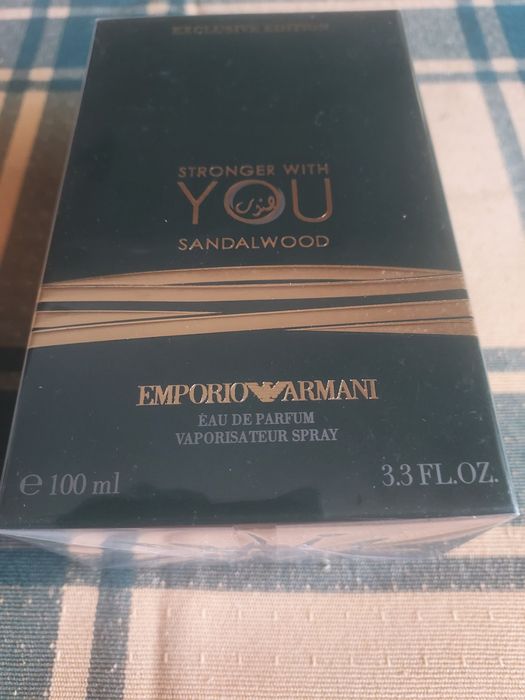 EXCLUSIVE EDITION
STRONGER WITH
YOU
صندل
SANDALWOOD
EMPORIO ARMANI
EAU DE PARFUM
VAPORISATEUR SPRAY
℮ 100 ml
3.3 FL.OZ.